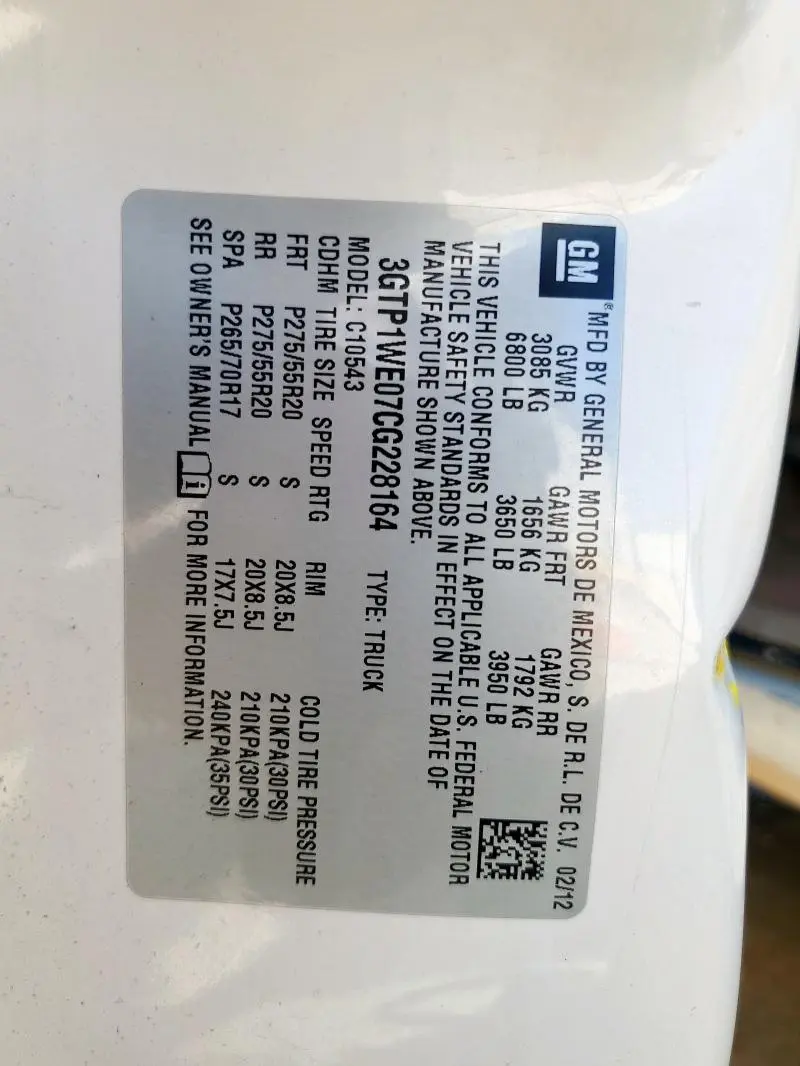 GM® MFD BY GENERAL MOTORS DE MEXICO, S. DE R.L. DE C.V. 02/12
GVWR GAWR FRT GAWR RR
3085 KG 1656 KG 1792 KG
6800 LB 3650 LB 3950 LB
THIS VEHICLE CONFORMS TO ALL APPLICABLE U.S. FEDERAL MOTOR
VEHICLE SAFETY STANDARDS IN EFFECT ON THE DATE OF
MANUFACTURE SHOWN ABOVE.
3GTP1WE07CG228164 TYPE: TRUCK
MODEL: C10543
CDHM TIRE SIZE SPEED RTG RIM COLD TIRE PRESSURE
FRT P275/55R20 S 20X8.5J 210KPA(30PSI)
RR P275/55R20 S 20X8.5J 210KPA(30PSI)
SPA P265/70R17 S 17X7.5J 240KPA(35PSI)
SEE OWNER'S MANUAL i FOR MORE INFORMATION.